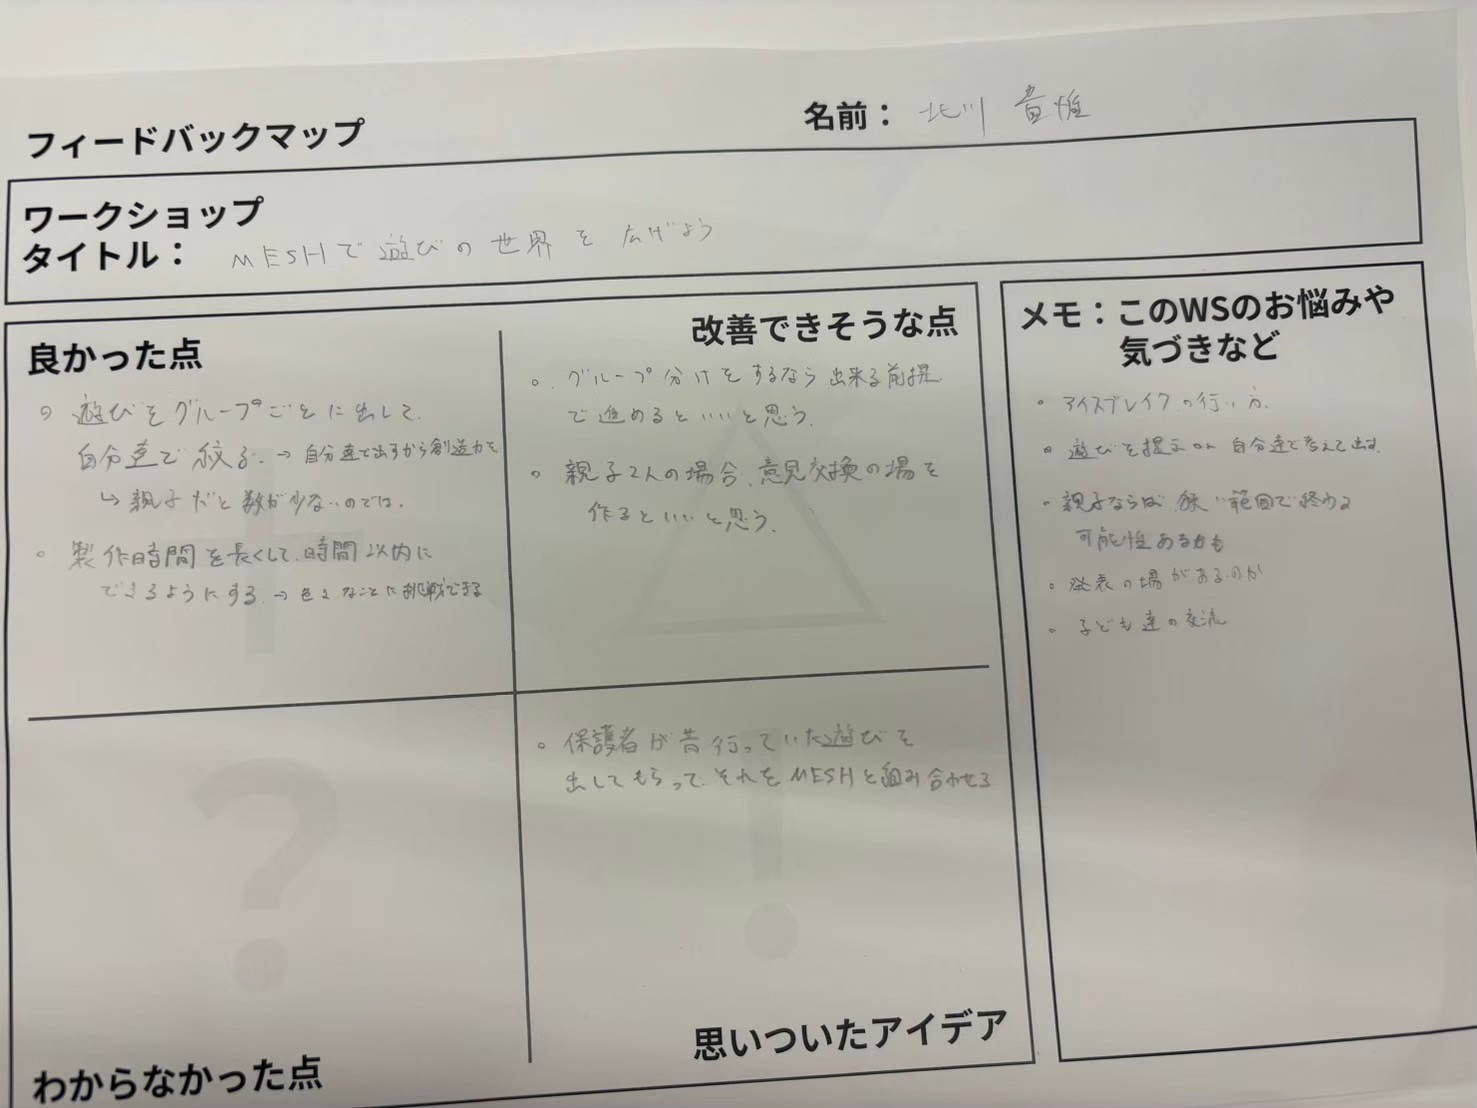 フィードバックマップ
名前： 北川 貴惟
ワークショップ
タイトル： MESHで遊びの世界を広げよう
良かった点
○ 遊びをグループごとに出して、
自分達で絞る。→ 自分達で出すから創造力を
↳ 親子だと数が少ないのでは。
○ 製作時間を長くして、時間以内に
できるようにする。→ 色々なことに挑戦できる
改善できそうな点
○ グループ分けをするなら出来る前提
で進めるといいと思う。
○ 親子2人の場合、意見交換の場を
作るといいと思う。
わからなかった点
○ 保護者が昔行っていた遊びを
出してもらって、それをMESHと組み合わせる
思いついたアイデア
メモ：このWSのお悩みや
気づきなど
○ アイスブレイクの行い方。
○ 遊びを提示 or 自分達で考えて出す。
○ 親子ならば、狭い範囲で終わる
可能性あるかも
○ 発表の場があるのか
○ 子ども達の交流